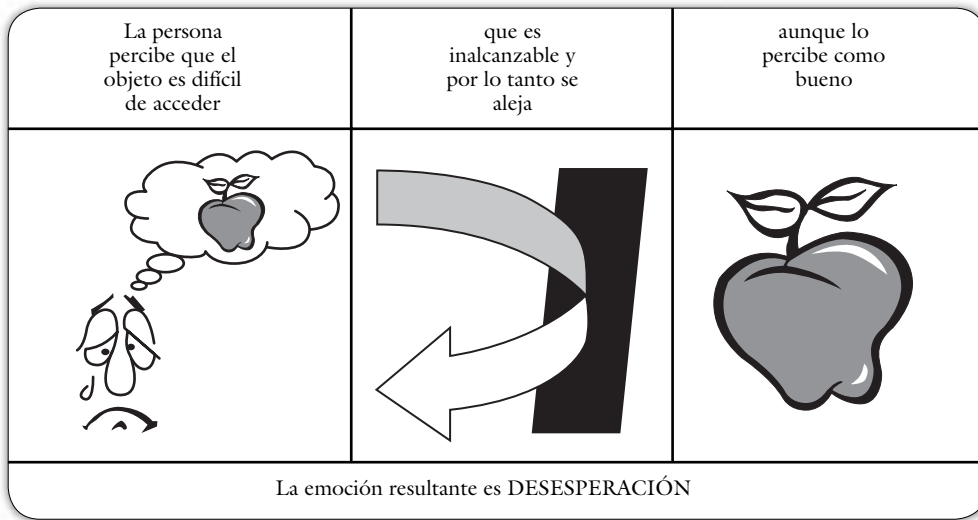 La persona
percibe que el
objeto es difícil
de acceder
que es
inalcanzable y
por lo tanto se
aleja
aunque lo
percibe como
bueno
La emoción resultante es DESESPERACIÓN